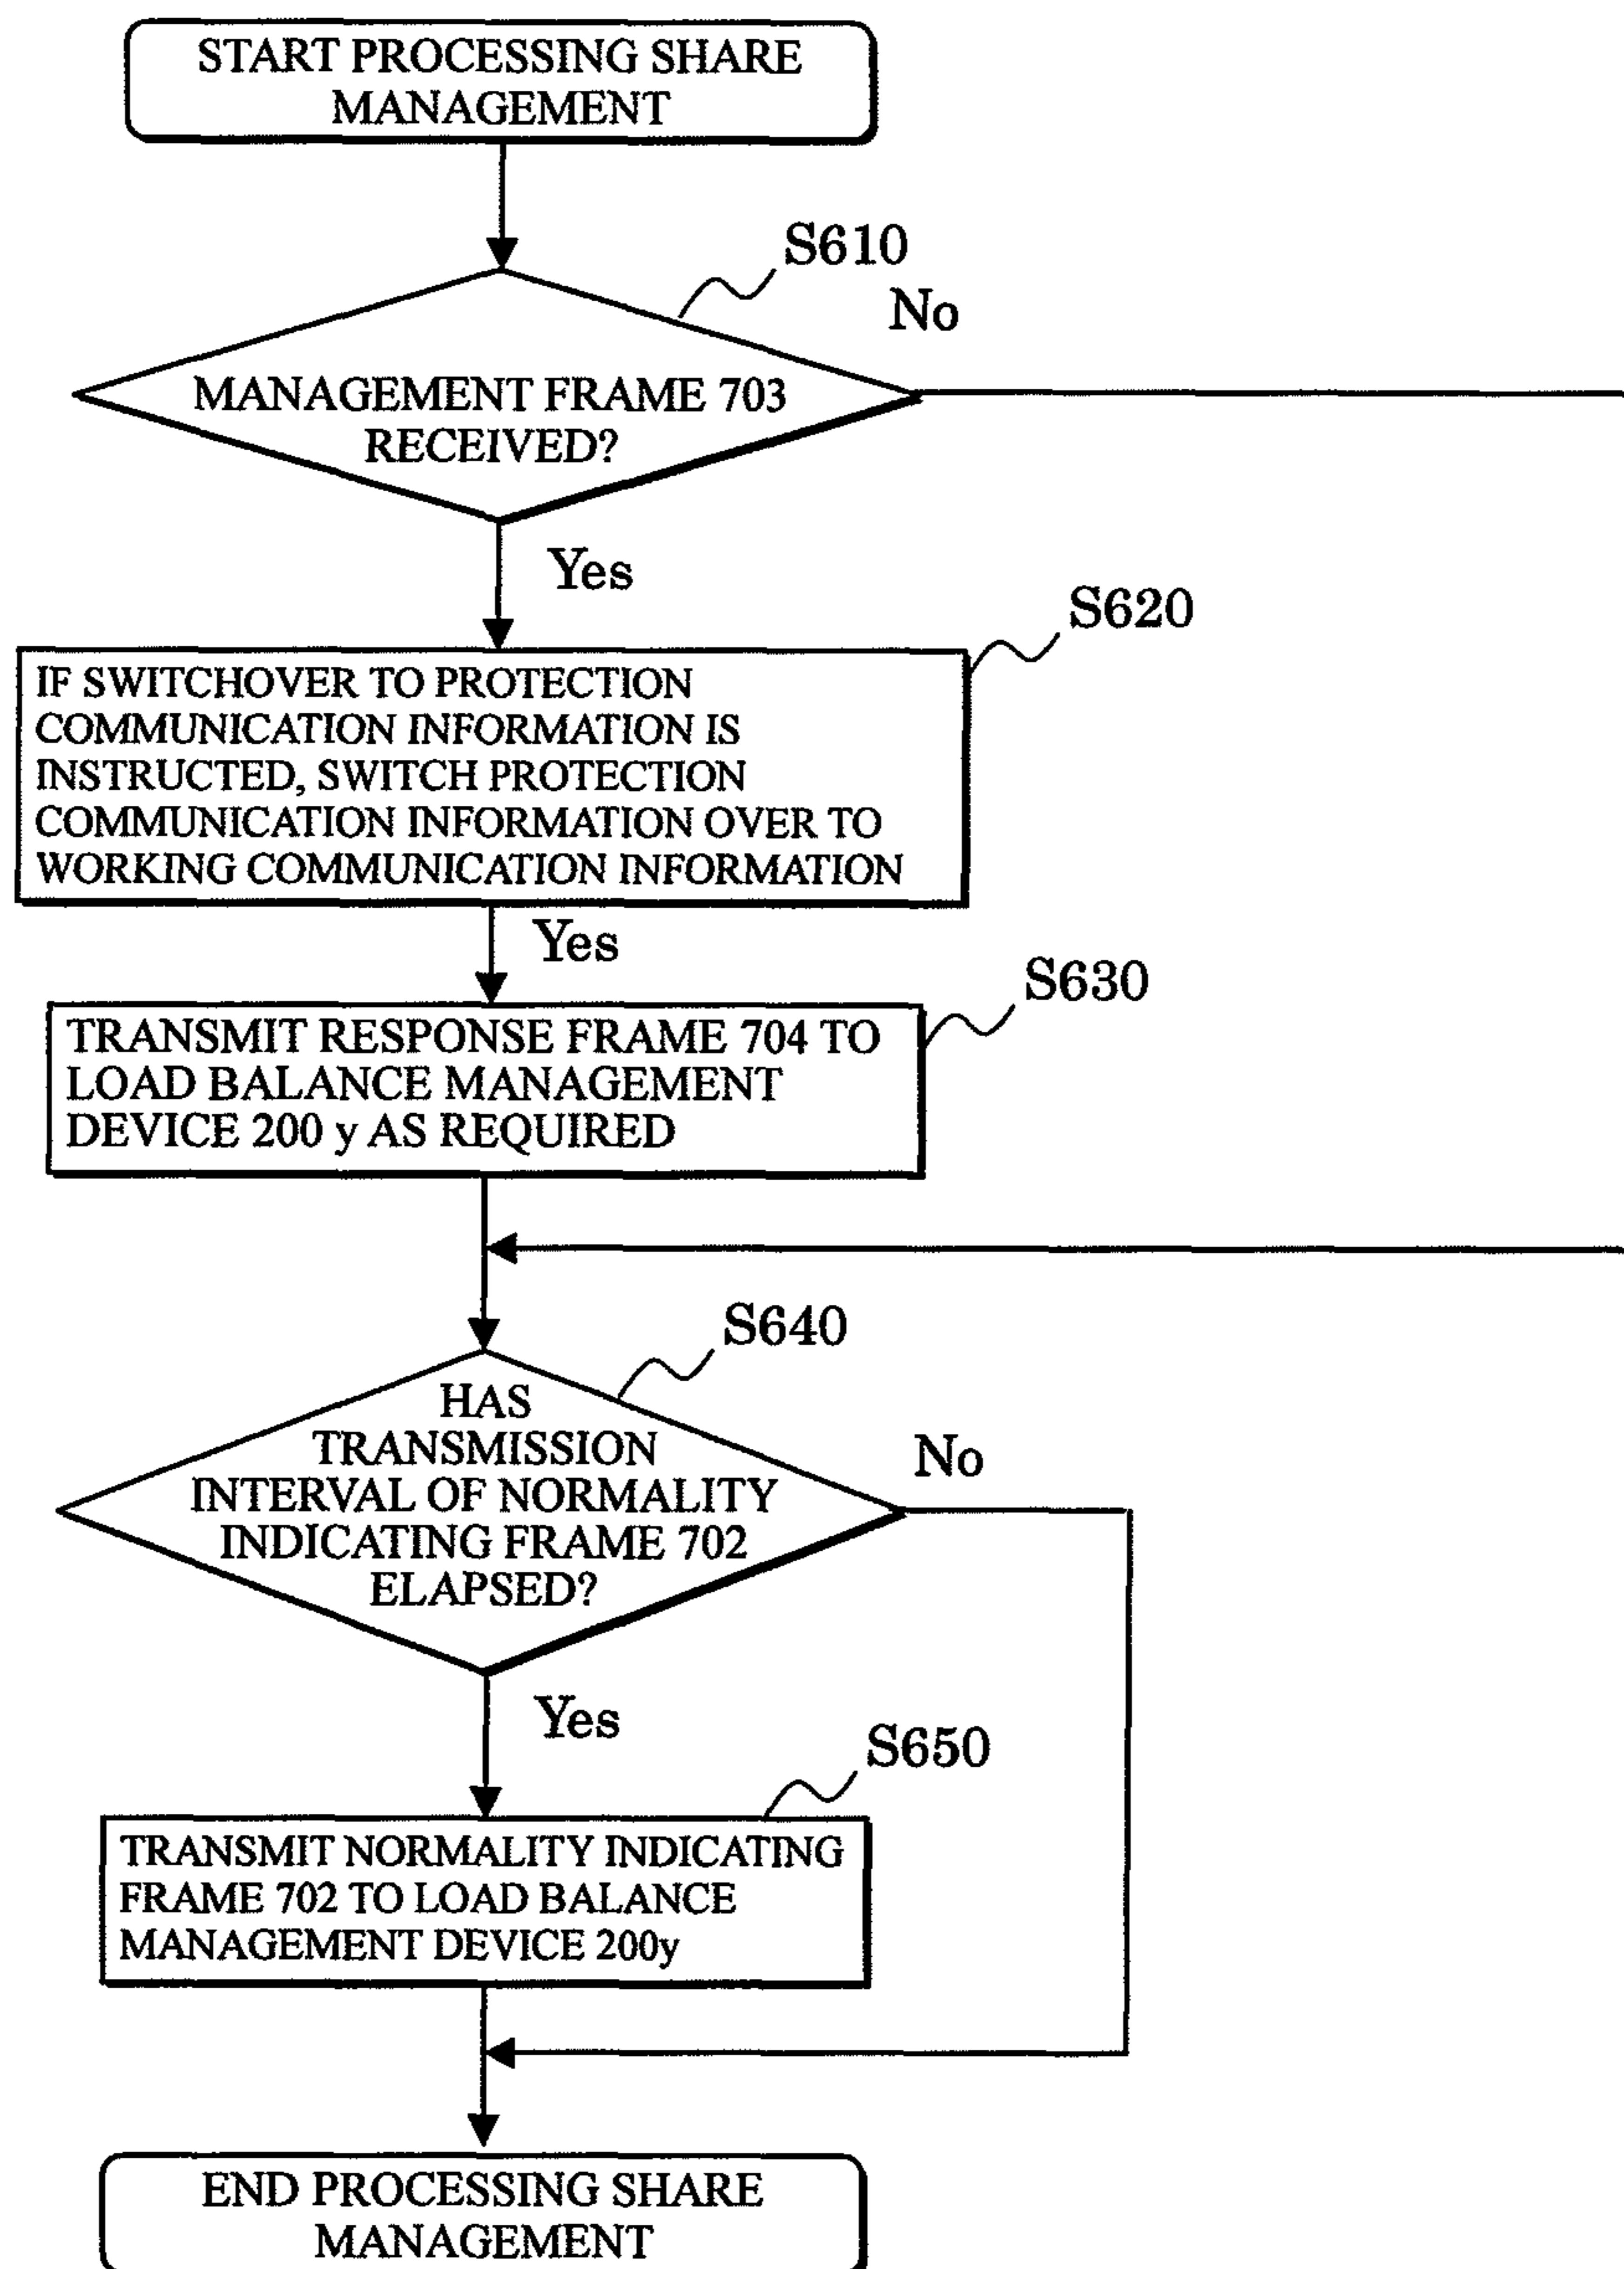 START PROCESSING SHARE
MANAGEMENT
S610
No
MANAGEMENT FRAME 703
RECEIVED?
Yes
S620
IF SWITCHOVER TO PROTECTION
COMMUNICATION INFORMATION IS
INSTRUCTED, SWITCH PROTECTION
COMMUNICATION INFORMATION OVER TO
WORKING COMMUNICATION INFORMATION
Yes
S630
TRANSMIT RESPONSE FRAME 704 TO
LOAD BALANCE MANAGEMENT
DEVICE 200 y AS REQUIRED
S640
HAS
TRANSMISSION
INTERVAL OF NORMALITY
INDICATING FRAME 702
ELAPSED?
No
Yes
S650
TRANSMIT NORMALITY INDICATING
FRAME 702 TO LOAD BALANCE
MANAGEMENT DEVICE 200y
END PROCESSING SHARE
MANAGEMENT